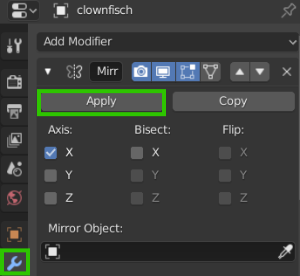 clownfisch
Add Modifier
Mirr
Apply Copy
Axis: Bisect: Flip:
X X X
Y Y Y
Z Z Z
Mirror Object: